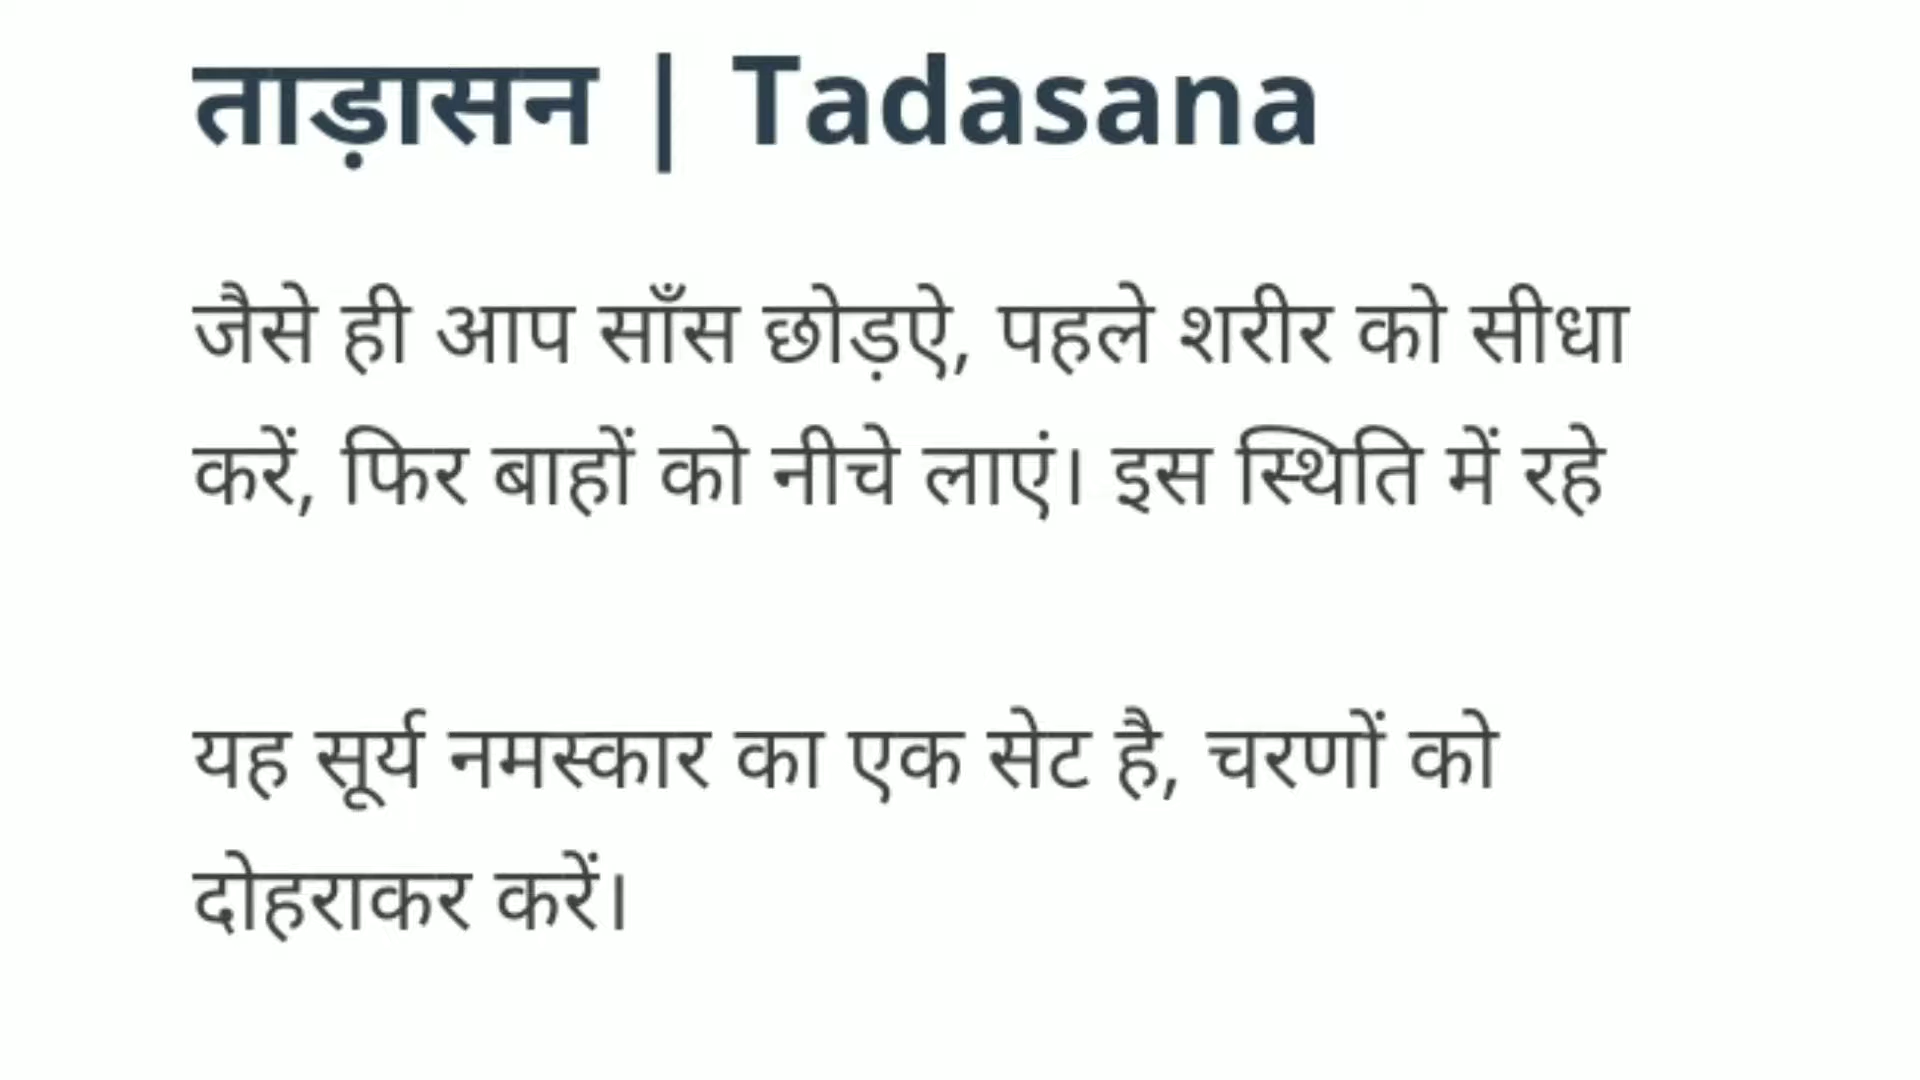 ताड़ासन | Tadasana
जैसे ही आप साँस छोड़ऐ, पहले शरीर को सीधा
करें, फिर बाहों को नीचे लाएं। इस स्थिति में रहे
यह सूर्य नमस्कार का एक सेट है, चरणों को
दोहराकर करें।